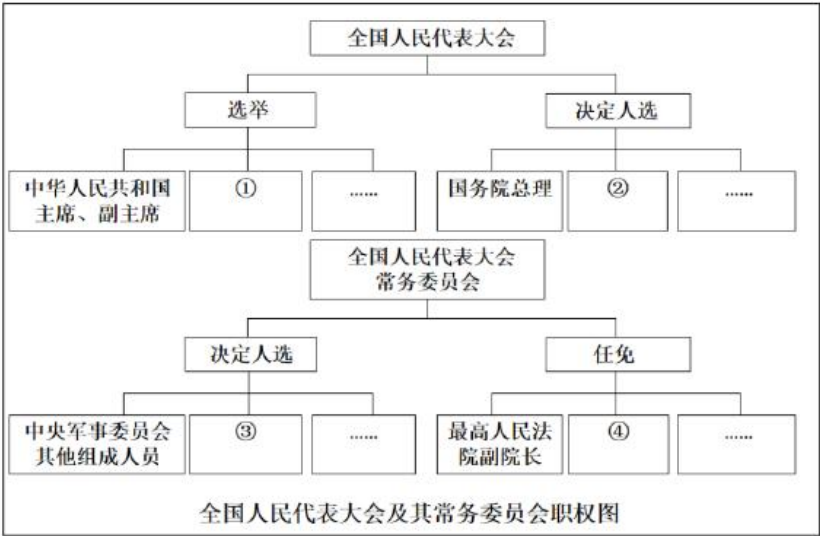 全国人民代表大会
选举
决定人选
中华人民共和国
主席、副主席
①
......
国务院总理
②
......
全国人民代表大会
常务委员会
决定人选
任免
中央军事委员会
其他组成人员
③
......
最高人民法
院副院长
④
......
全国人民代表大会及其常务委员会职权图